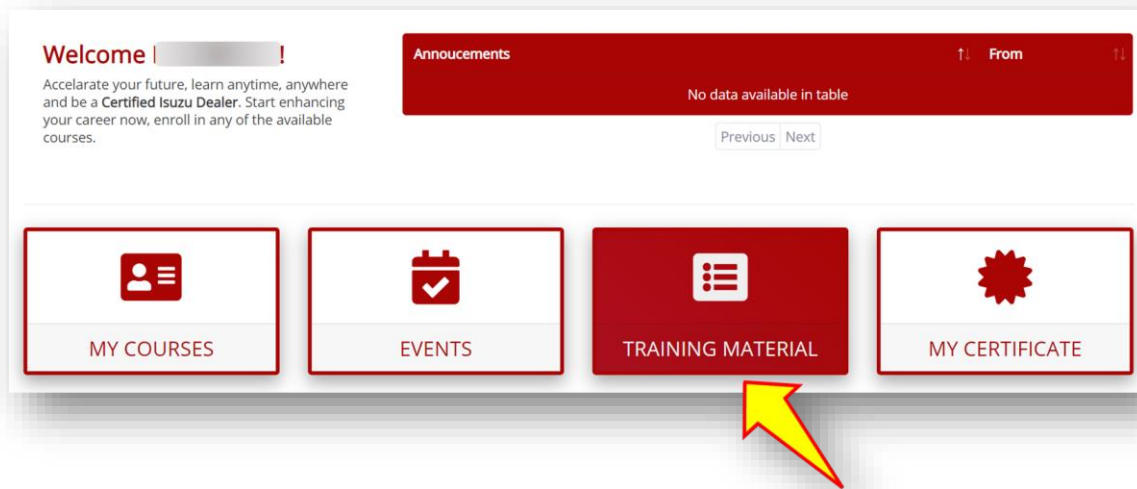 Welcome !
Accelarate your future, learn anytime, anywhere
and be a Certified Isuzu Dealer. Start enhancing
your career now, enroll in any of the available
courses.
Annoucements From
No data available in table
Previous Next
MY COURSES
EVENTS
TRAINING MATERIAL
MY CERTIFICATE